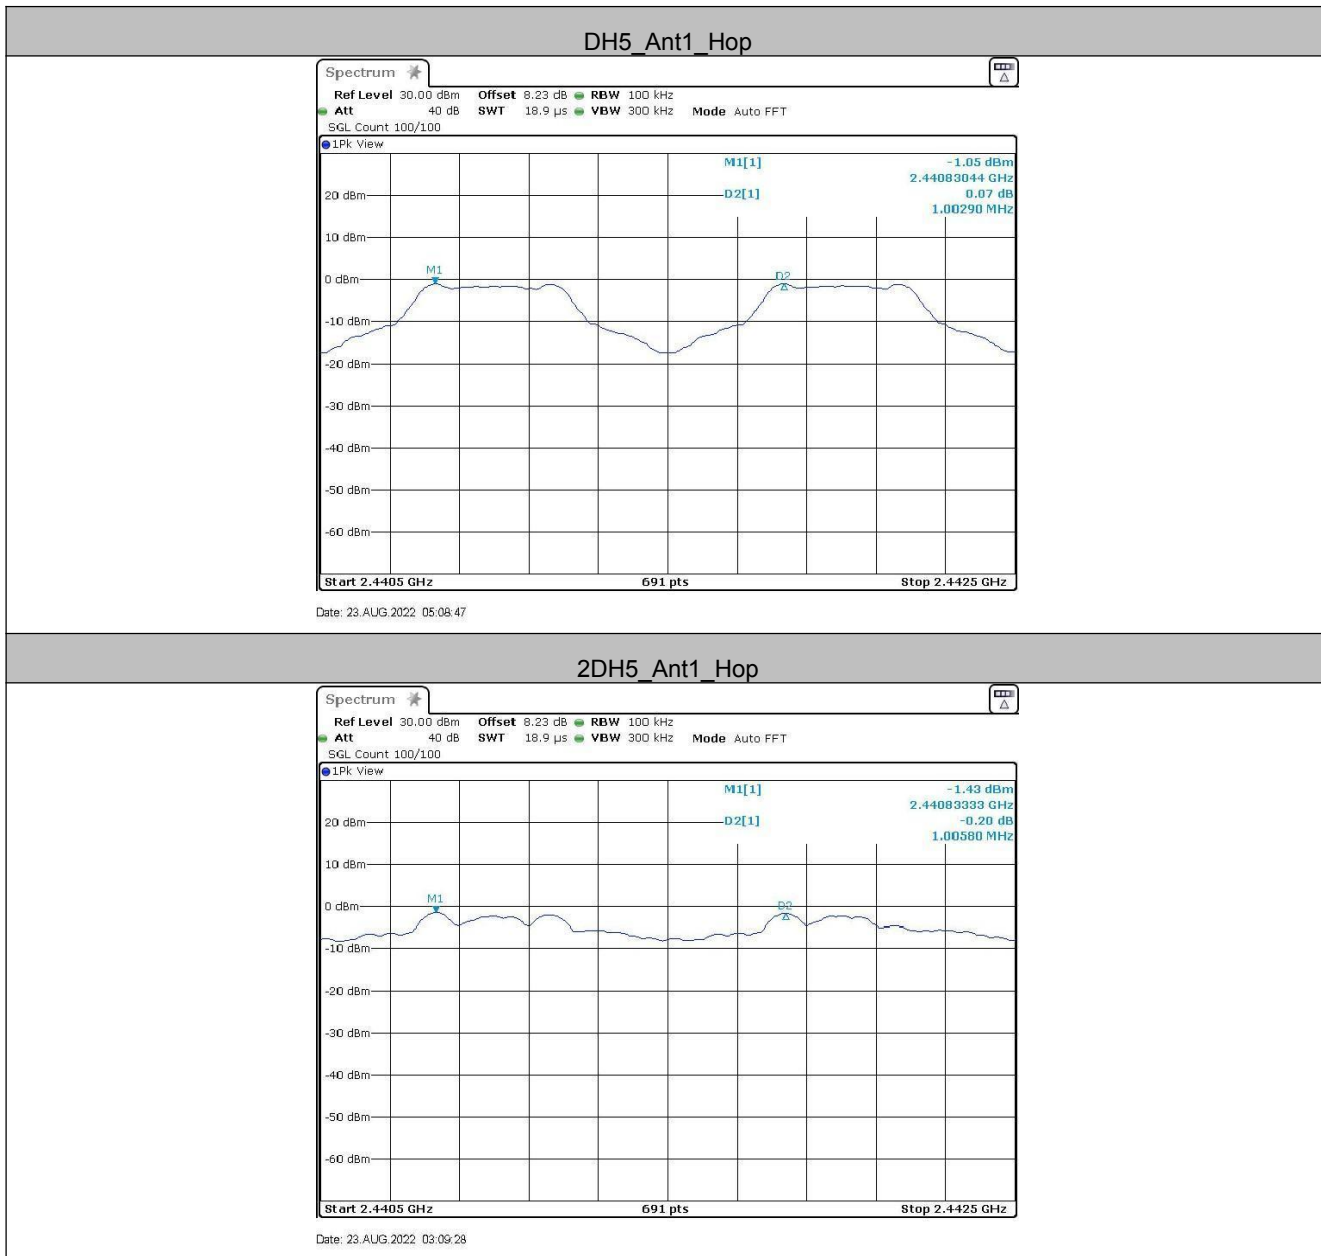 DH5_Ant1_Hop
Spectrum
Ref Level 30.00 dBm Offset 8.23 dB RBW 100 kHz
Att 40 dB SWT 18.9 µs VBW 300 kHz Mode Auto FFT
SGL Count 100/100
1Pk View
M1[1] -1.05 dBm
2.44083044 GHz
20 dBm D2[1] 0.07 dB
1.00290 MHz
10 dBm
M1 D2
0 dBm
-10 dBm
-20 dBm
-30 dBm
-40 dBm
-50 dBm
-60 dBm
Start 2.4405 GHz 691 pts Stop 2.4425 GHz
Date: 23.AUG.2022 05:08:47
2DH5_Ant1_Hop
Spectrum
Ref Level 30.00 dBm Offset 8.23 dB RBW 100 kHz
Att 40 dB SWT 18.9 µs VBW 300 kHz Mode Auto FFT
SGL Count 100/100
1Pk View
M1[1] -1.43 dBm
2.44083333 GHz
20 dBm D2[1] -0.20 dB
1.00580 MHz
10 dBm
M1 D2
0 dBm
-10 dBm
-20 dBm
-30 dBm
-40 dBm
-50 dBm
-60 dBm
Start 2.4405 GHz 691 pts Stop 2.4425 GHz
Date: 23.AUG.2022 03:09:28